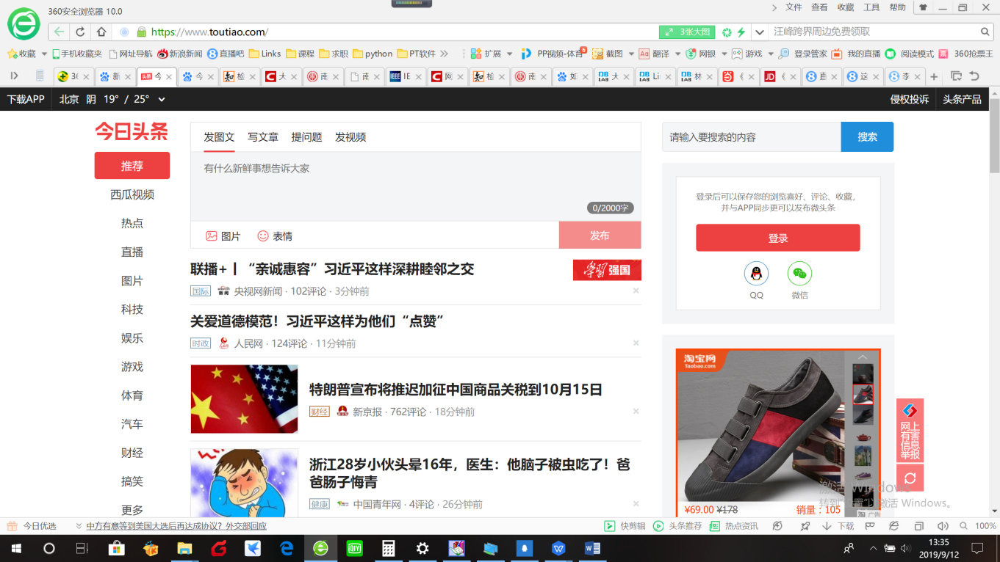 360安全浏览器 10.0
文件 查看 收藏 工具 帮助
https://www.toutiao.com/
3张大图
汪峰跨界周边免费领取
收藏 手机收藏夹 网址导航 新浪新闻 直播吧 Links 课程 求职 python PT软件 扩展 PP视频-体育 6 截图 翻译 网银 游戏 登录管家 我的直播 阅读模式 360抢票王
下载APP 北京 阴 19° / 25° 侵权投诉 头条产品
今日头条
发图文 写文章 提问题 发视频
请输入要搜索的内容 搜索
推荐
西瓜视频
热点
直播
图片
科技
娱乐
游戏
体育
汽车
财经
搞笑
更多
有什么新鲜事想告诉大家
0/2000字
图片 表情 发布
联播+丨“亲诚惠容”习近平这样深耕睦邻之交
学习强国
国际 央视网新闻 · 102评论 · 3分钟前
关爱道德模范！习近平这样为他们“点赞”
时政 人民网 · 124评论 · 11分钟前
特朗普宣布将推迟加征中国商品关税到10月15日
财经 新京报 · 762评论 · 18分钟前
浙江28岁小伙头晕16年，医生：他脑子被虫吃了！爸
爸肠子悔青
健康 中国青年网 · 4评论 · 26分钟前
登录后可以保存您的浏览喜好、评论、收藏，
并与APP同步更可以发布微头条
登录
QQ 微信
淘宝网
Taobao.com
¥69.00 ¥178 销量：105
广告
网上
有害
信息
举报
激活 Windows
转到"设置"以激活 Windows。
今日优选 中方有意等到美国大选后再达成协议？外交部回应
快剪辑 头条推荐 热点资讯 下载 100%
13:35
2019/9/12